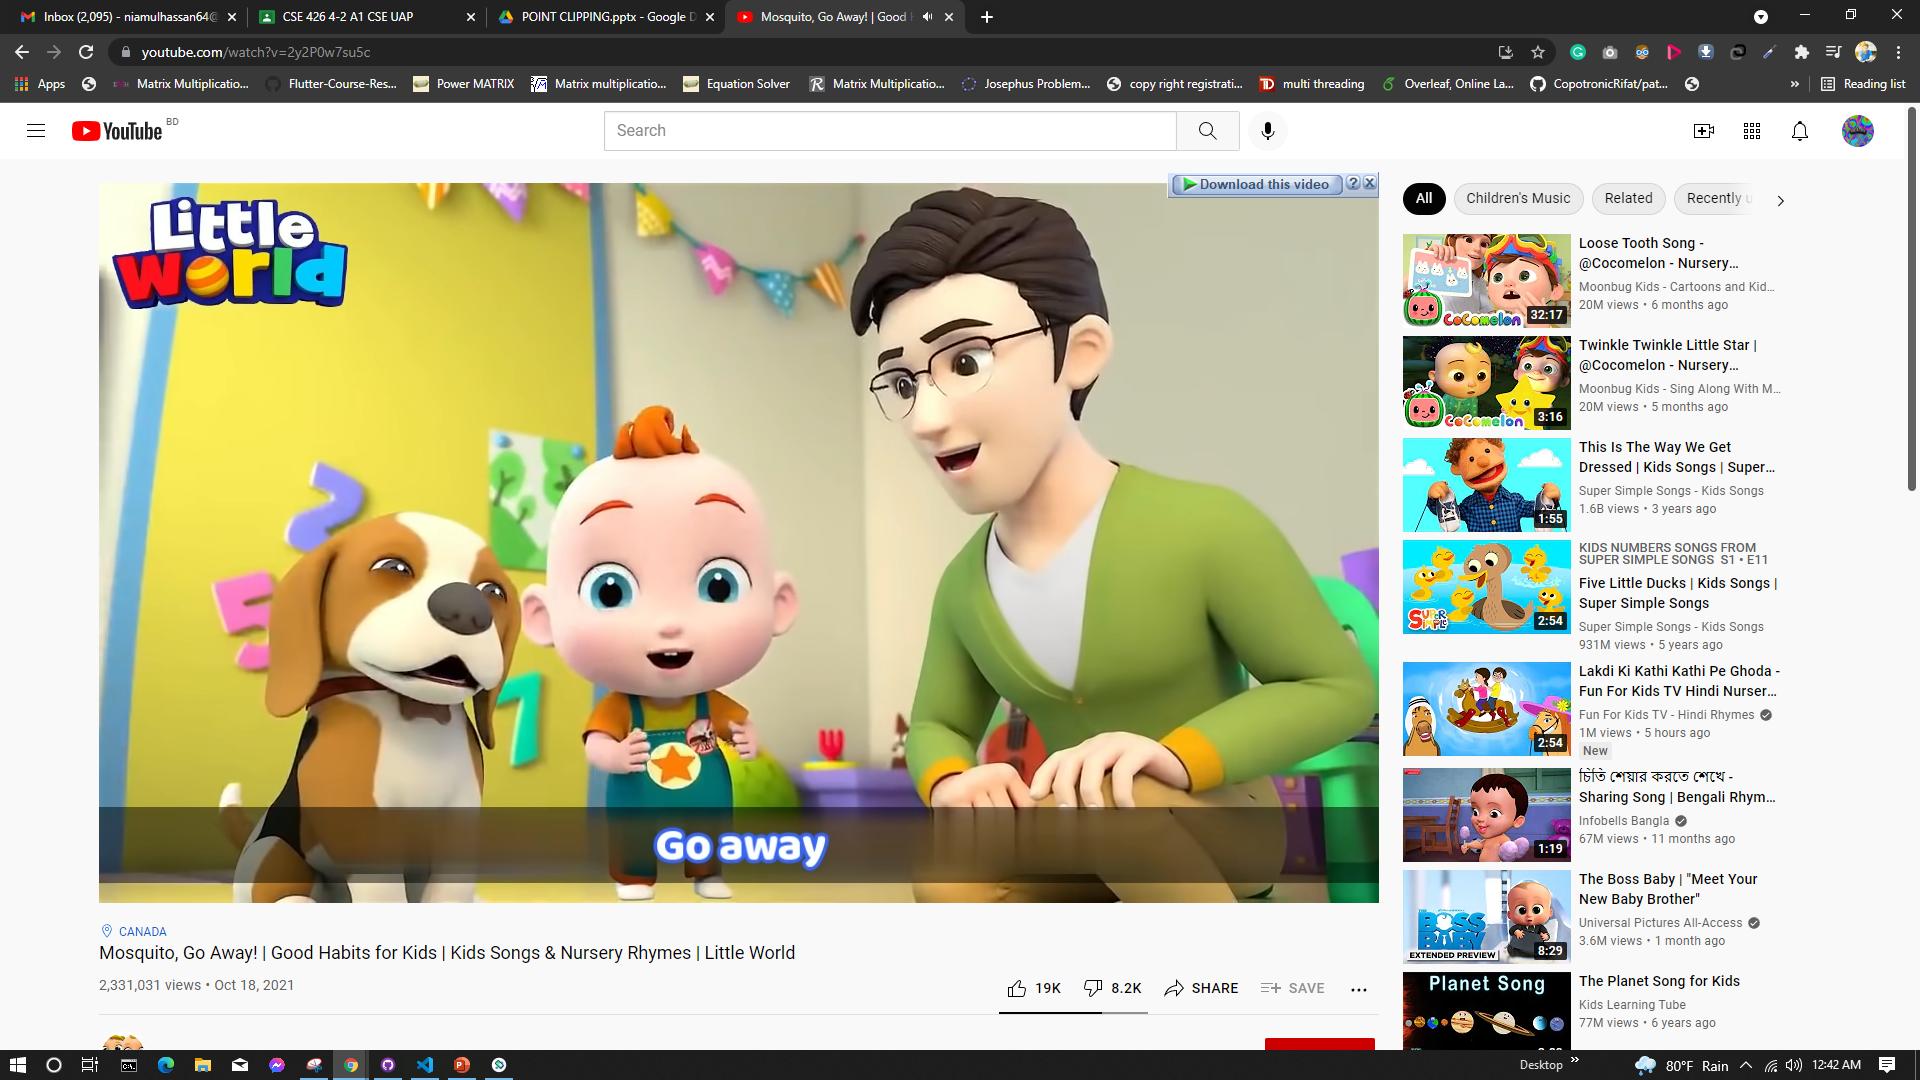 Inbox (2,095) - niamulhassan64@
CSE 426 4-2 A1 CSE UAP
POINT CLIPPING.pptx - Google D
Mosquito, Go Away! | Good H
youtube.com/watch?v=2y2P0w7su5c
Apps
Matrix Multiplicatio...
Flutter-Course-Res...
Power MATRIX
Matrix multiplicatio...
Equation Solver
Matrix Multiplicatio...
Josephus Problem...
copy right registrati...
multi threading
Overleaf, Online La...
CopotronicRifat/pat...
»
Reading list
YouTube BD
Search
Little
World
Download this video
Go away
CANADA
Mosquito, Go Away! | Good Habits for Kids | Kids Songs & Nursery Rhymes | Little World
2,331,031 views • Oct 18, 2021
19K
8.2K
SHARE
SAVE
All
Children's Music
Related
Recently u
CoComelon
32:17
Loose Tooth Song -
@Cocomelon - Nursery...
Moonbug Kids - Cartoons and Kid...
20M views • 6 months ago
CoComelon
3:16
Twinkle Twinkle Little Star |
@Cocomelon - Nursery...
Moonbug Kids - Sing Along With M...
20M views • 5 months ago
1:55
This Is The Way We Get
Dressed | Kids Songs | Super...
Super Simple Songs - Kids Songs
1.6B views • 3 years ago
SUPER
SIMPLE
2:54
KIDS NUMBERS SONGS FROM
SUPER SIMPLE SONGS S1 • E11
Five Little Ducks | Kids Songs |
Super Simple Songs
Super Simple Songs - Kids Songs
931M views • 5 years ago
2:54
Lakdi Ki Kathi Kathi Pe Ghoda -
Fun For Kids TV Hindi Nurser...
Fun For Kids TV - Hindi Rhymes
1M views • 5 hours ago
New
1:19
চিতি শেয়ার করতে শেখে -
Sharing Song | Bengali Rhym...
Infobells Bangla
67M views • 11 months ago
BOSS
BABY
EXTENDED PREVIEW
8:29
The Boss Baby | "Meet Your
New Baby Brother"
Universal Pictures All-Access
3.6M views • 1 month ago
Planet Song
The Planet Song for Kids
Kids Learning Tube
77M views • 6 years ago
Desktop
»
80°F Rain
12:42 AM